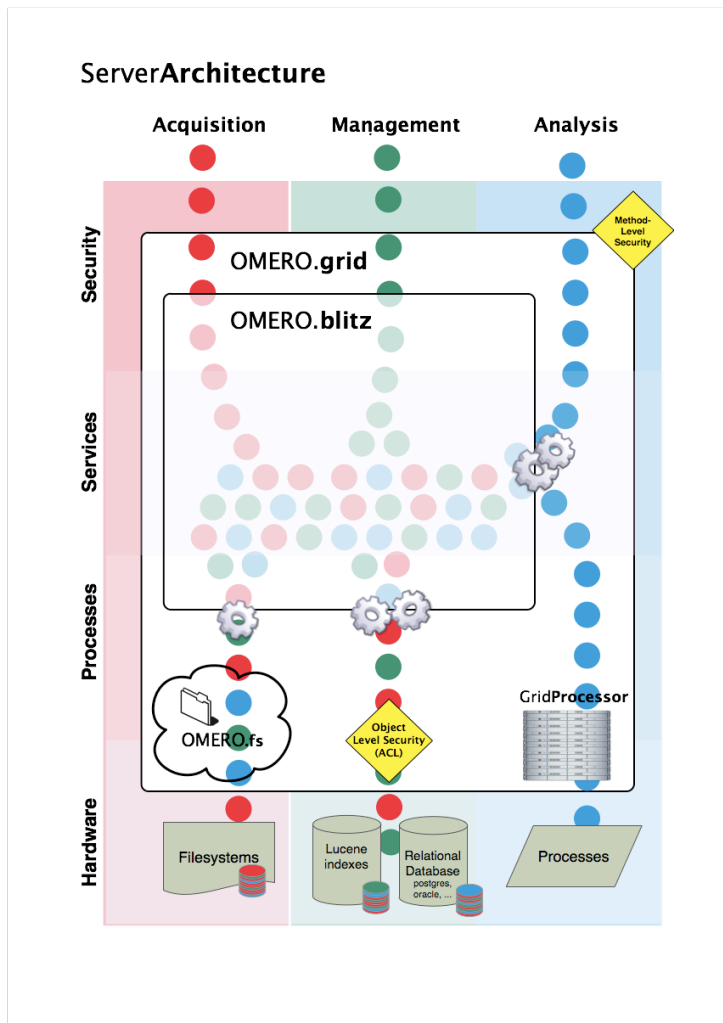 ServerArchitecture
Acquisition
Management
Analysis
Security
Method-
Level
Security
OMERO.grid
OMERO.blitz
Services
Processes
GridProcessor
OMERO.fs
Object
Level Security
(ACL)
Hardware
Filesystems
Lucene
indexes
Relational
Database
postgres,
oracle, ...
Processes